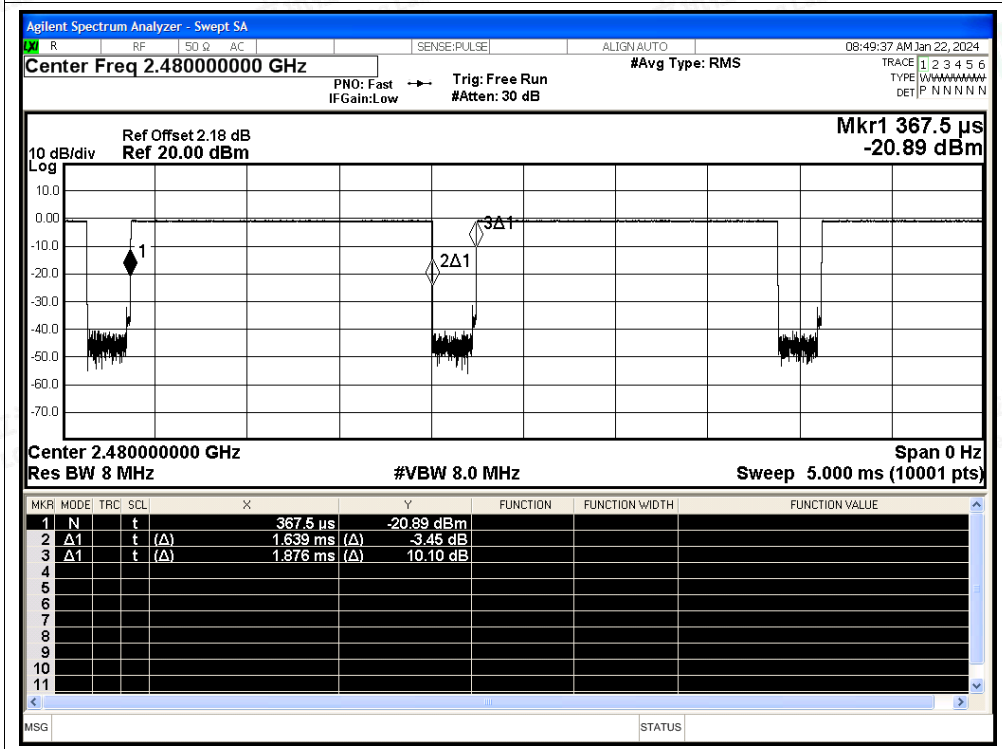 Agilent Spectrum Analyzer - Swept SA
LXI R RF 50 Ω AC SENSE:PULSE ALIGN AUTO 08:49:37 AM Jan 22, 2024
Center Freq 2.480000000 GHz
PNO: Fast
IFGain:Low
Trig: Free Run
#Atten: 30 dB
#Avg Type: RMS
TRACE 1 2 3 4 5 6
TYPE W
DET P N N N N N
Mkr1 367.5 µs
-20.89 dBm
Ref Offset 2.18 dB
10 dB/div Ref 20.00 dBm
Log
10.0
0.00
-10.0
-20.0
-30.0
-40.0
-50.0
-60.0
-70.0
1
2Δ1
3Δ1
Center 2.480000000 GHz Span 0 Hz
Res BW 8 MHz #VBW 8.0 MHz Sweep 5.000 ms (10001 pts)
MKR MODE TRC SCL X Y FUNCTION FUNCTION WIDTH FUNCTION VALUE
1 N t 367.5 µs -20.89 dBm
2 Δ1 t (Δ) 1.639 ms (Δ) -3.45 dB
3 Δ1 t (Δ) 1.876 ms (Δ) 10.10 dB
4
5
6
7
8
9
10
11
MSG STATUS